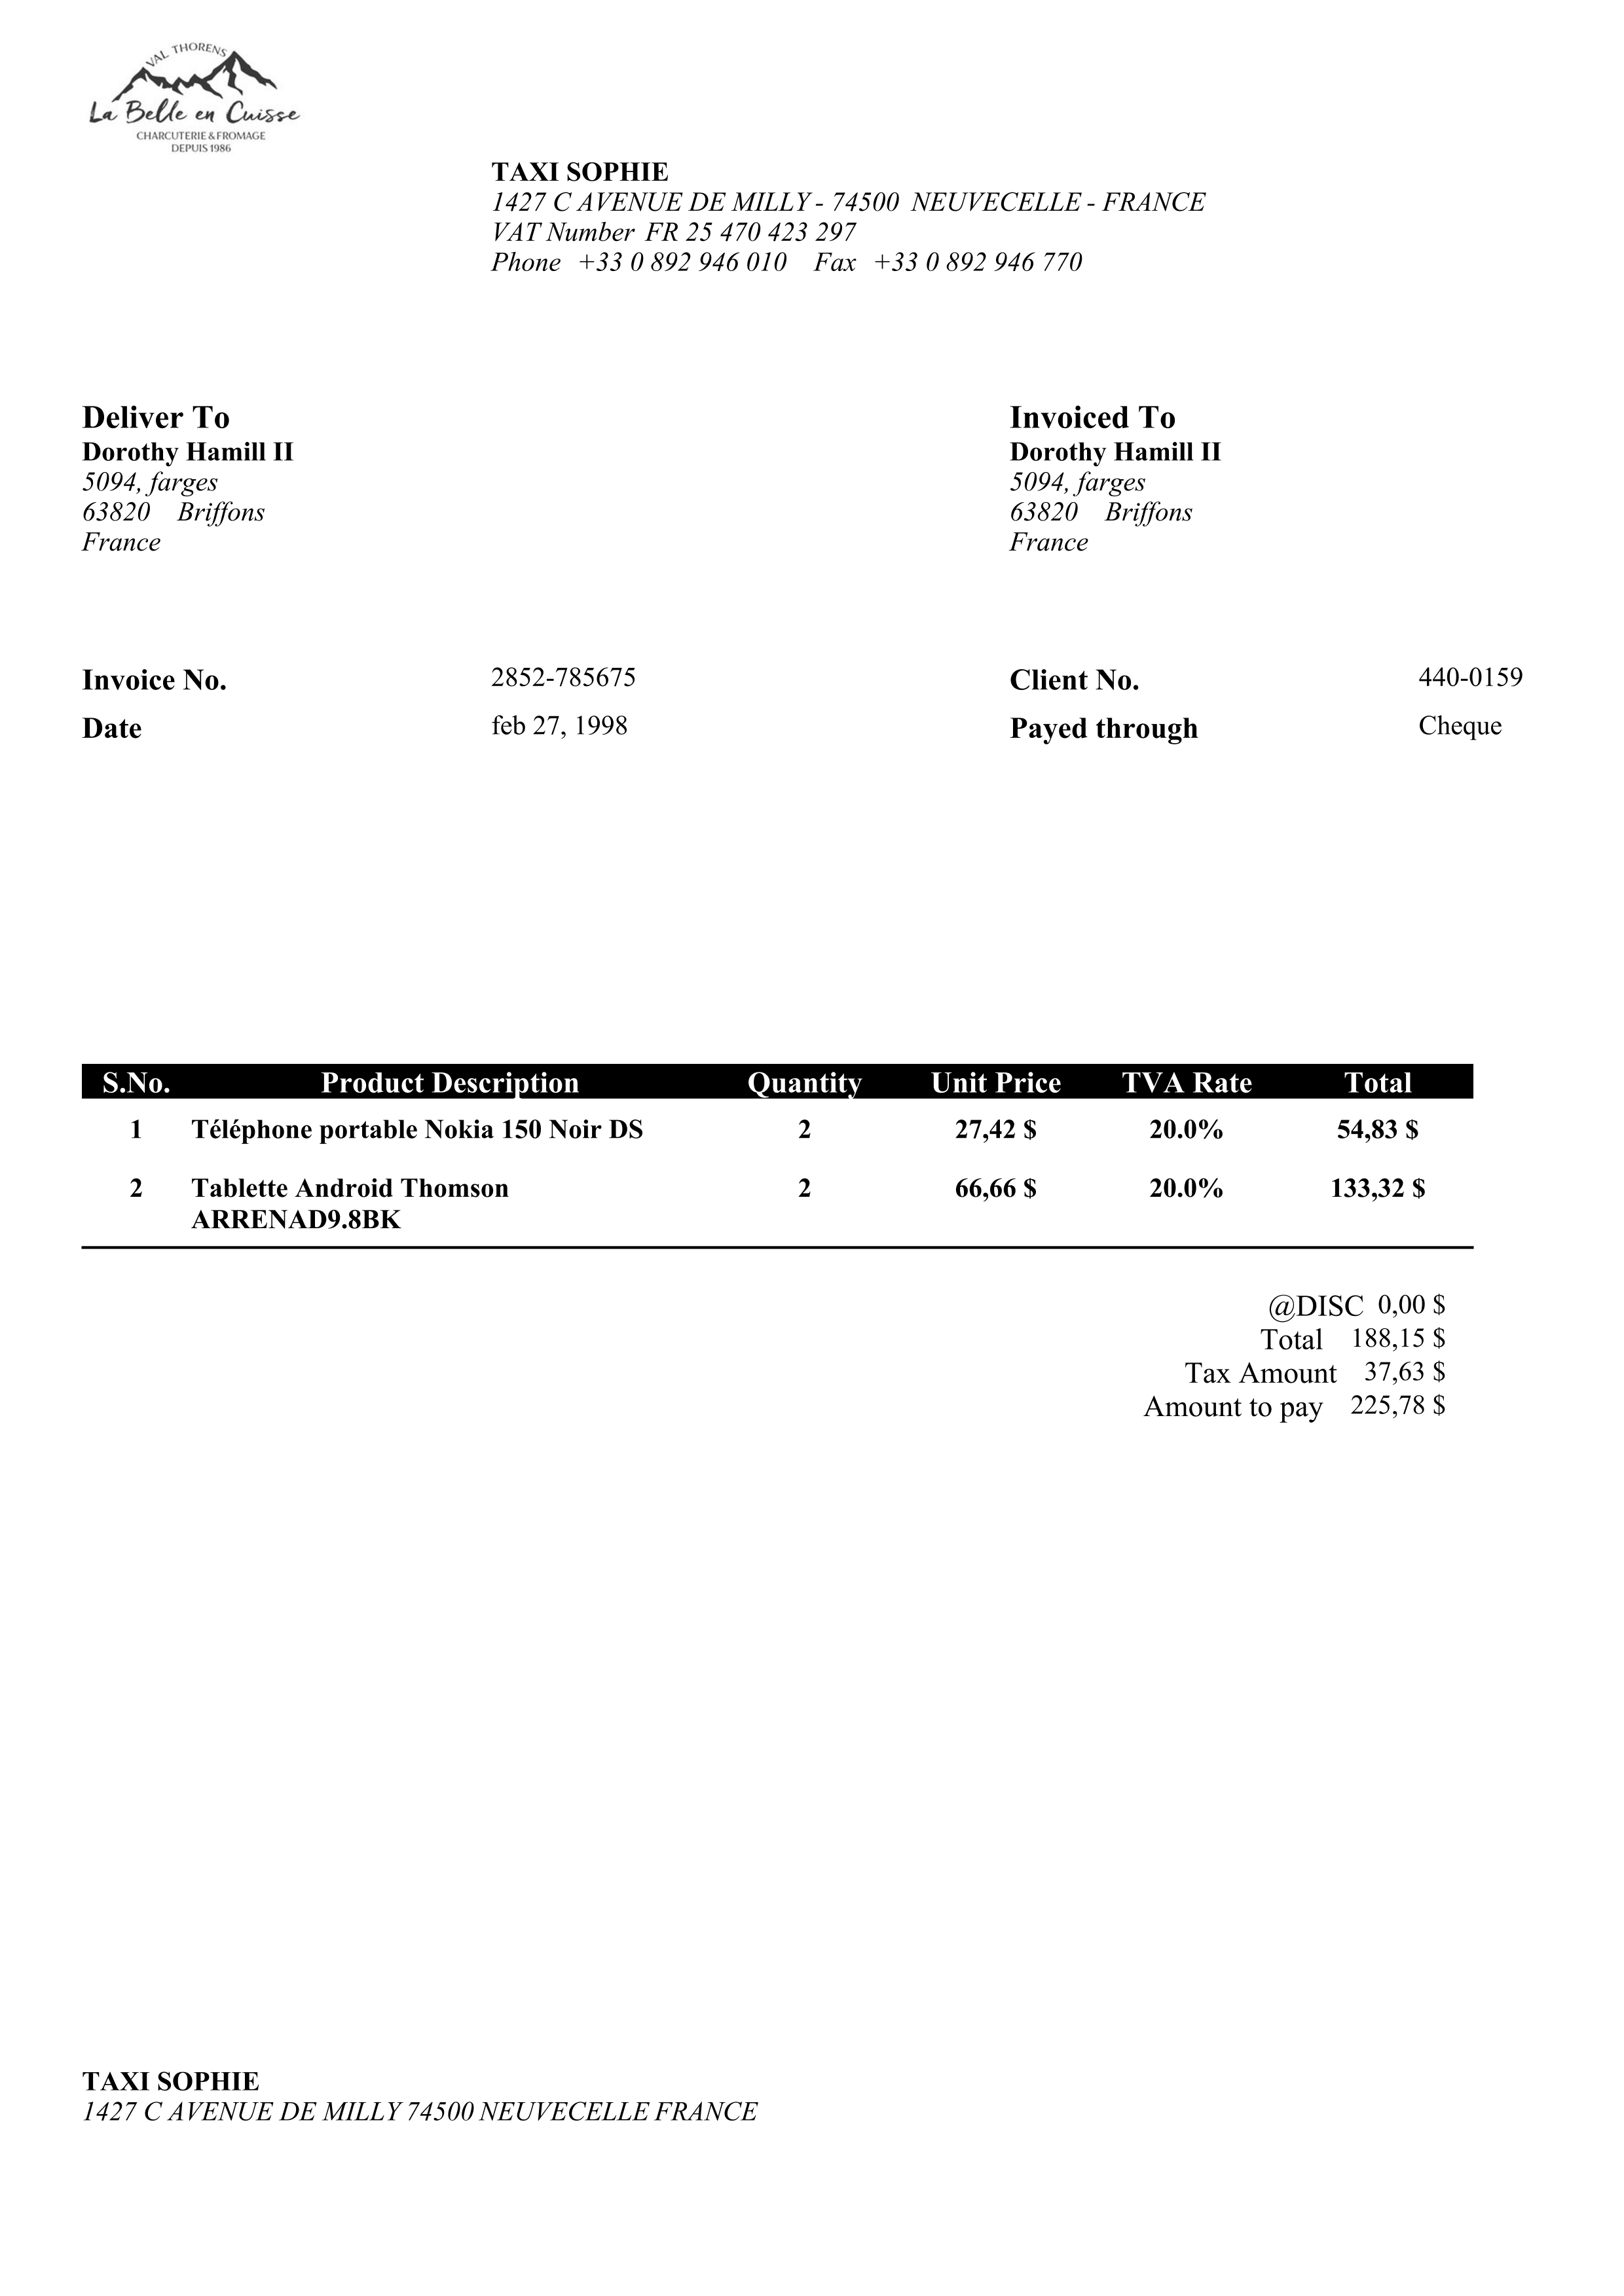 VAL THORENS
La Belle en Cuisse
CHARCUTERIE & FROMAGE
DEPUIS 1986
TAXI SOPHIE
1427 C AVENUE DE MILLY - 74500 NEUVECELLE - FRANCE
VAT Number FR 25 470 423 297
Phone +33 0 892 946 010 Fax +33 0 892 946 770
Deliver To
Dorothy Hamill II
5094, farges
63820 Briffons
France
Invoiced To
Dorothy Hamill II
5094, farges
63820 Briffons
France
Invoice No. 2852-785675 Client No. 440-0159
Date feb 27, 1998 Payed through Cheque
S.No. Product Description Quantity Unit Price TVA Rate Total
1 Téléphone portable Nokia 150 Noir DS 2 27,42 $ 20.0% 54,83 $
2 Tablette Android Thomson 2 66,66 $ 20.0% 133,32 $
ARRENAD9.8BK
@DISC 0,00 $
Total 188,15 $
Tax Amount 37,63 $
Amount to pay 225,78 $
TAXI SOPHIE
1427 C AVENUE DE MILLY 74500 NEUVECELLE FRANCE